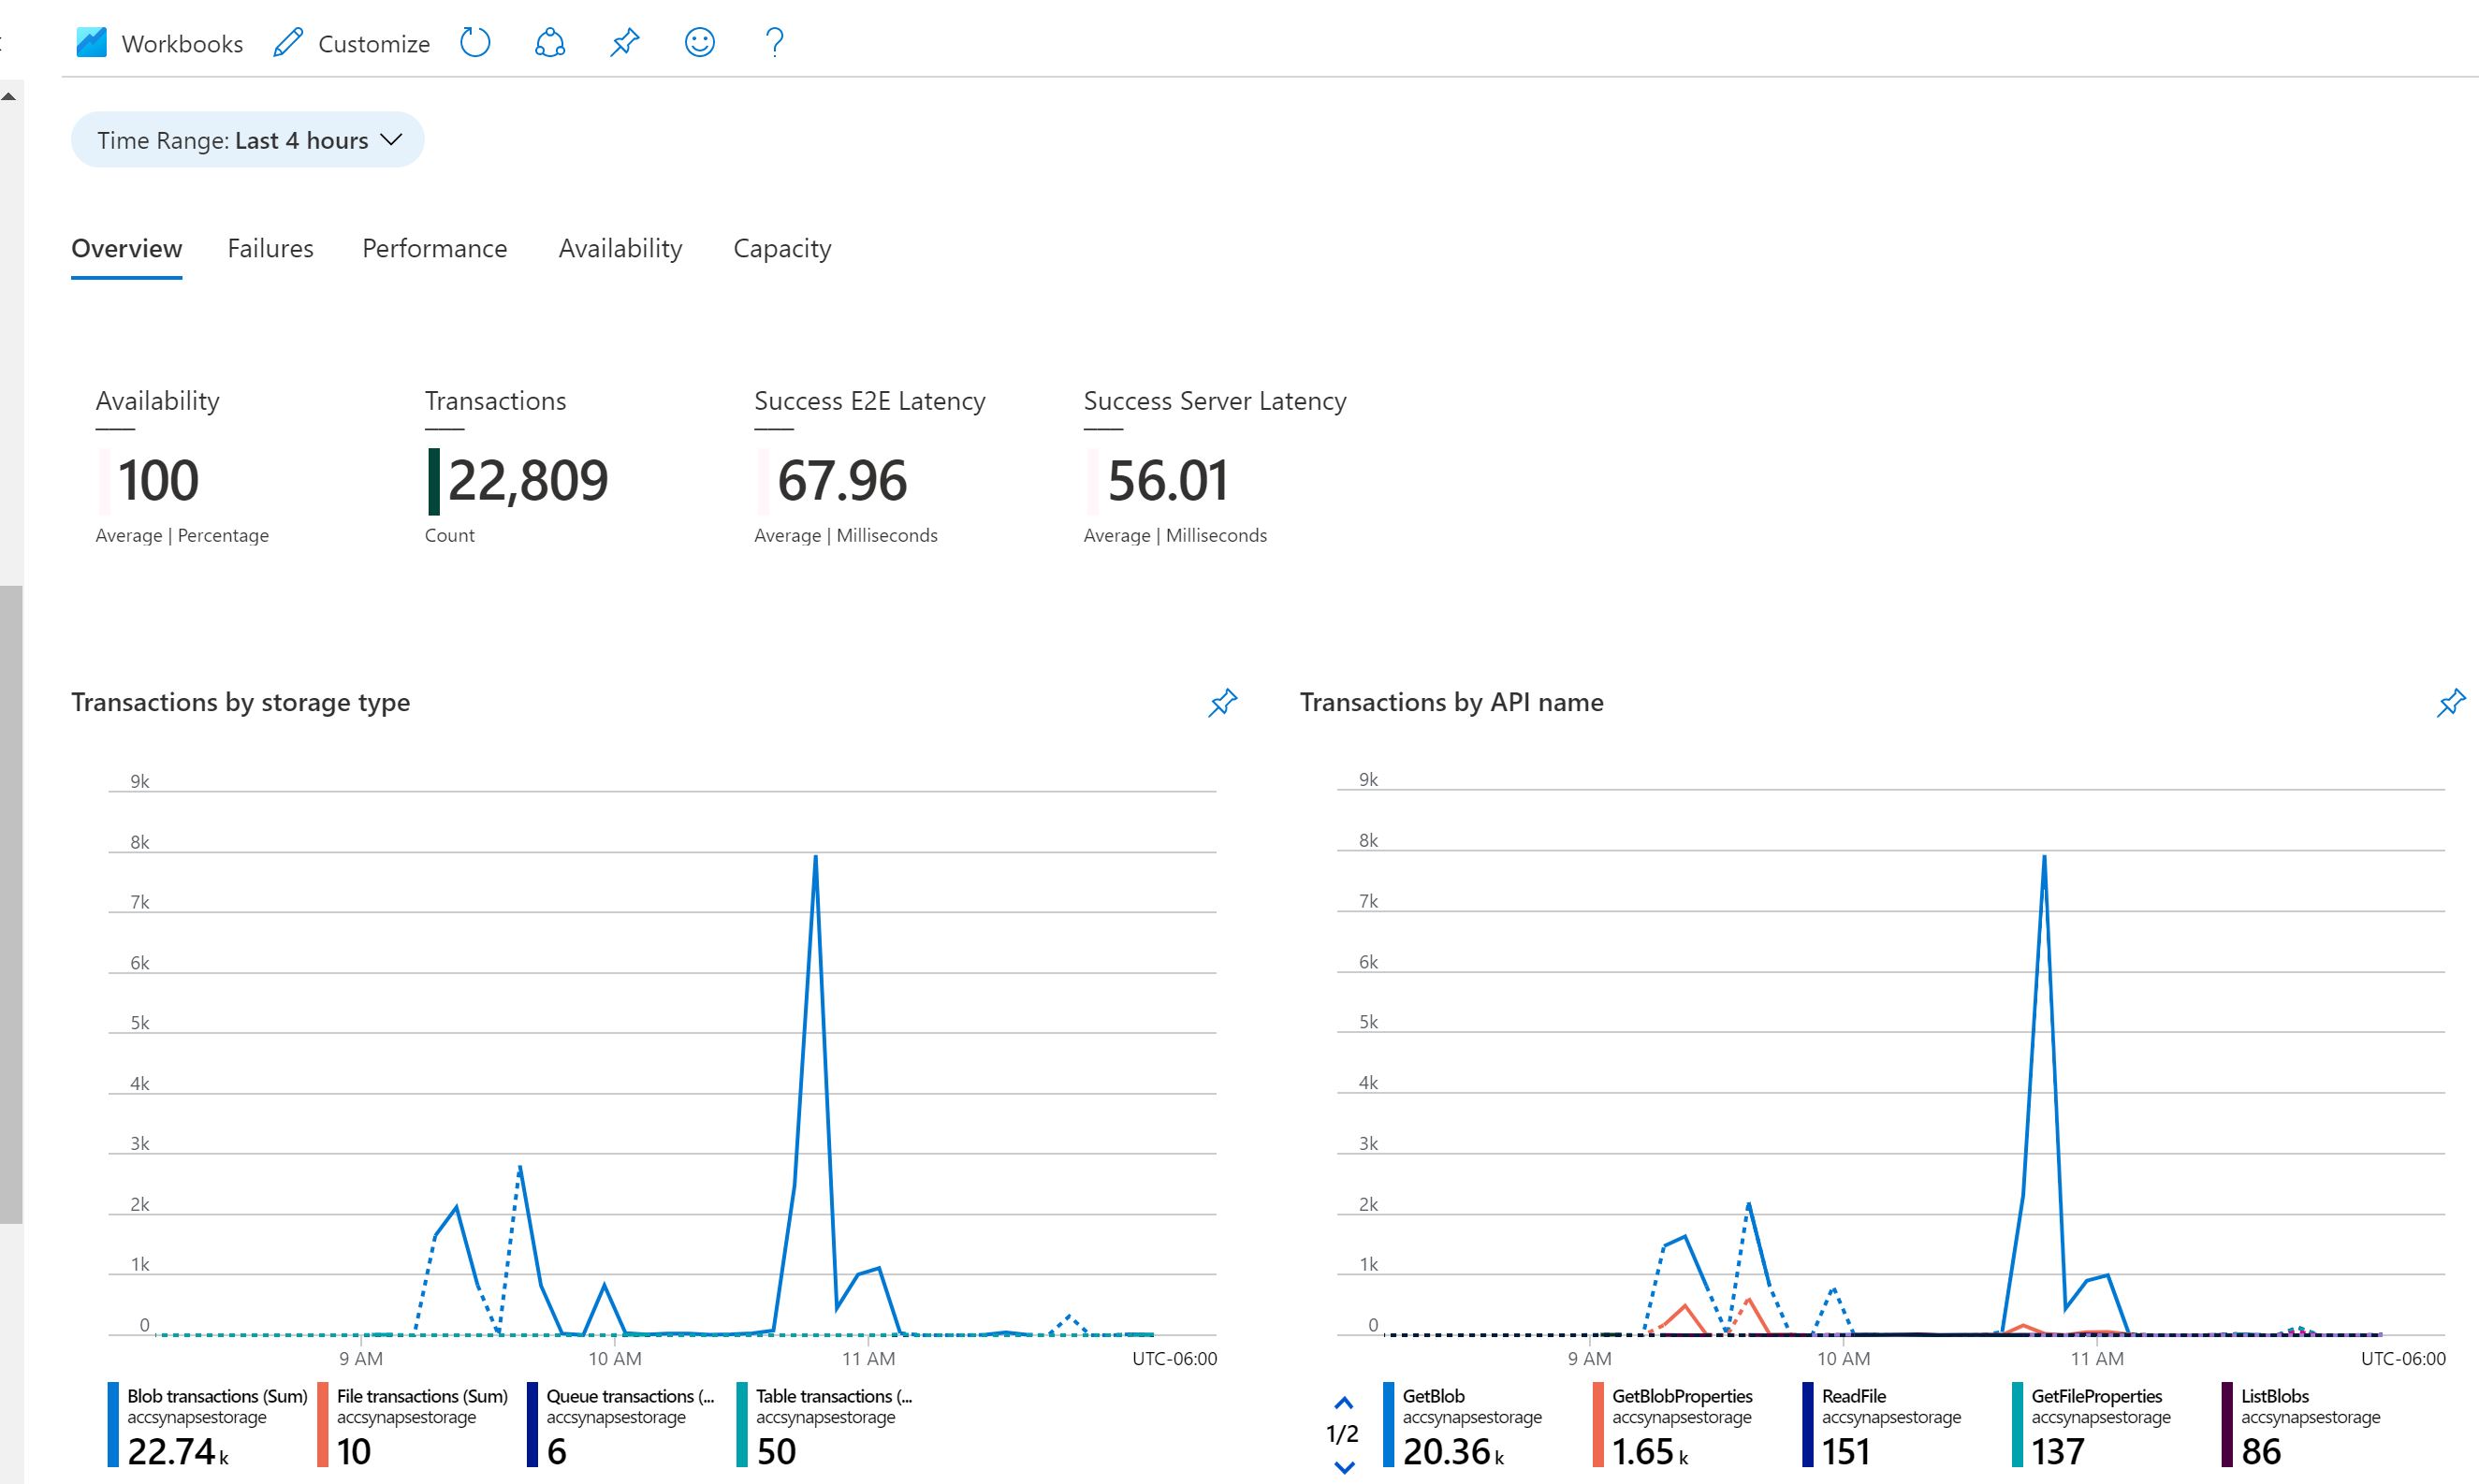 Workbooks Customize
Time Range: Last 4 hours
Overview Failures Performance Availability Capacity
Availability Transactions Success E2E Latency Success Server Latency
100 22,809 67.96 56.01
Average | Percentage Count Average | Milliseconds Average | Milliseconds
Transactions by storage type
9k
8k
7k
6k
5k
4k
3k
2k
1k
0
9 AM 10 AM 11 AM UTC-06:00
Blob transactions (Sum) File transactions (Sum) Queue transactions (... Table transactions (...
accsynapsestorage accsynapsestorage accsynapsestorage accsynapsestorage
22.74 k 10 6 50
Transactions by API name
9k
8k
7k
6k
5k
4k
3k
2k
1k
0
9 AM 10 AM 11 AM UTC-06:00
1/2
GetBlob GetBlobProperties ReadFile GetFileProperties ListBlobs
accsynapsestorage accsynapsestorage accsynapsestorage accsynapsestorage accsynapsestorage
20.36 k 1.65 k 151 137 86